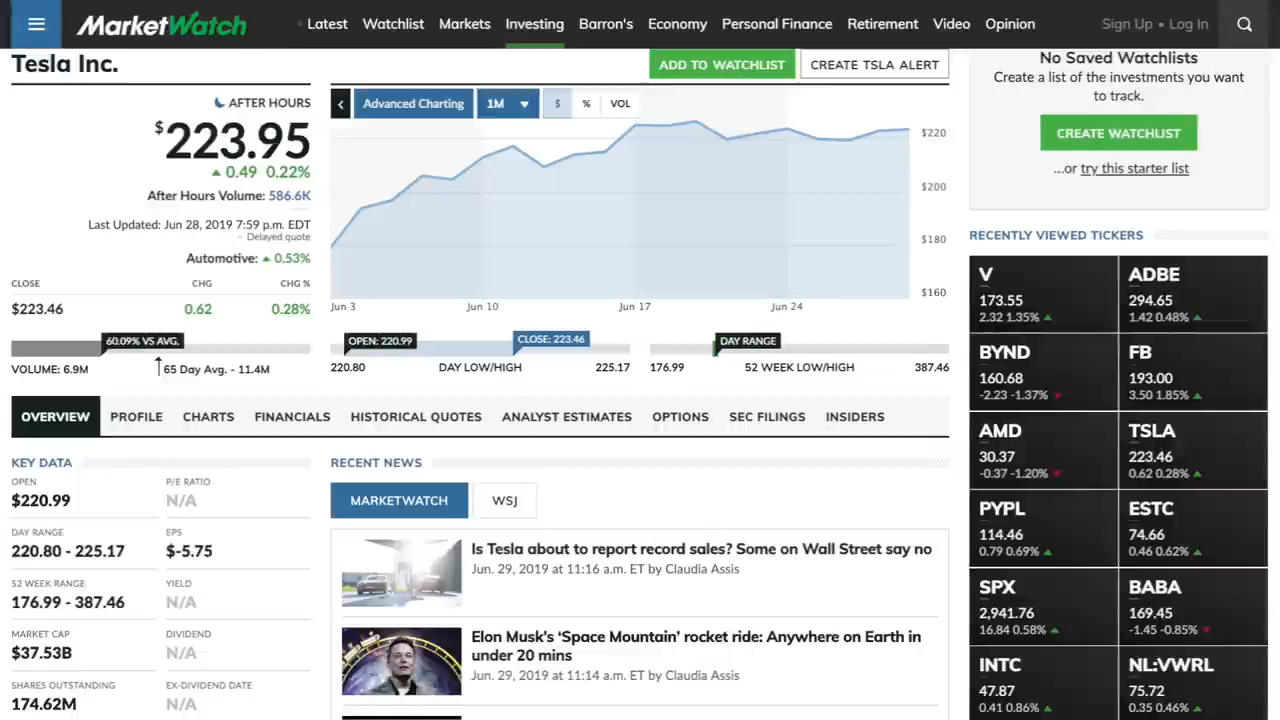 MarketWatch
Latest Watchlist Markets Investing Barron's Economy Personal Finance Retirement Video Opinion
Sign Up • Log In
Tesla Inc.
ADD TO WATCHLIST
CREATE TSLA ALERT
AFTER HOURS
$223.95
0.49 0.22%
After Hours Volume: 586.6K
Last Updated: Jun 28, 2019 7:59 p.m. EDT
Delayed quote
Automotive: 0.53%
CLOSE CHG CHG %
$223.46 0.62 0.28%
60.09% VS AVG.
VOLUME: 6.9M 65 Day Avg. - 11.4M
Advanced Charting 1M $ % VOL
$220
$200
$180
$160
Jun 3 Jun 10 Jun 17 Jun 24
OPEN: 220.99 CLOSE: 223.46
220.80 DAY LOW/HIGH 225.17
DAY RANGE
176.99 52 WEEK LOW/HIGH 387.46
OVERVIEW PROFILE CHARTS FINANCIALS HISTORICAL QUOTES ANALYST ESTIMATES OPTIONS SEC FILINGS INSIDERS
KEY DATA
OPEN P/E RATIO
$220.99 N/A
DAY RANGE EPS
220.80 - 225.17 $-5.75
52 WEEK RANGE YIELD
176.99 - 387.46 N/A
MARKET CAP DIVIDEND
$37.53B N/A
SHARES OUTSTANDING EX-DIVIDEND DATE
174.62M N/A
RECENT NEWS
MARKETWATCH WSJ
Is Tesla about to report record sales? Some on Wall Street say no
Jun. 29, 2019 at 11:16 a.m. ET by Claudia Assis
Elon Musk's ‘Space Mountain’ rocket ride: Anywhere on Earth in
under 20 mins
Jun. 29, 2019 at 11:14 a.m. ET by Claudia Assis
No Saved Watchlists
Create a list of the investments you want
to track.
CREATE WATCHLIST
...or try this starter list
RECENTLY VIEWED TICKERS
V ADBE
173.55 294.65
2.32 1.35% 1.42 0.48%
BYND FB
160.68 193.00
-2.23 -1.37% 3.50 1.85%
AMD TSLA
30.37 223.46
-0.37 -1.20% 0.62 0.28%
PYPL ESTC
114.46 74.66
0.79 0.69% 0.46 0.62%
SPX BABA
2,941.76 169.45
16.84 0.58% -1.45 -0.85%
INTC NL:VWRL
47.87 75.72
0.41 0.86% 0.35 0.46%